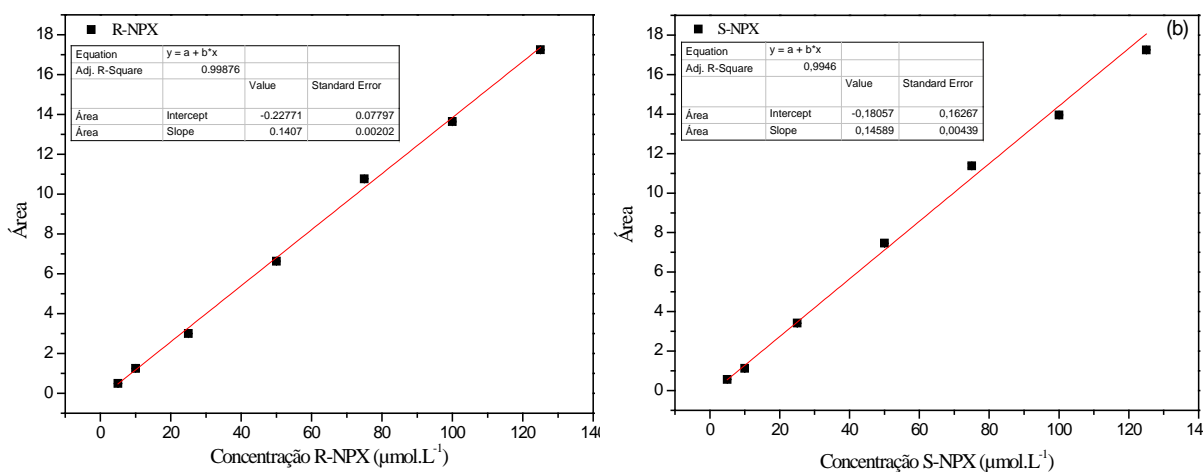 R-NPX
Equation y = a + b*x
Adj. R-Square 0.99876
Value Standard Error
Área Intercept -0.22771 0.07797
Área Slope 0.1407 0.00202
18
16
14
12
10
8
6
4
2
0
Área
0 20 40 60 80 100 120 14
Concentração R-NPX (µmol.L-1)
S-NPX
(b)
Equation y = a + b*x
Adj. R-Square 0,9946
Value Standard Error
Área Intercept -0,18057 0,16267
Área Slope 0,14589 0,00439
18
16
14
12
10
8
6
4
2
0
Área
0 20 40 60 80 100 120 14
Concentração S-NPX (µmol.L-1)